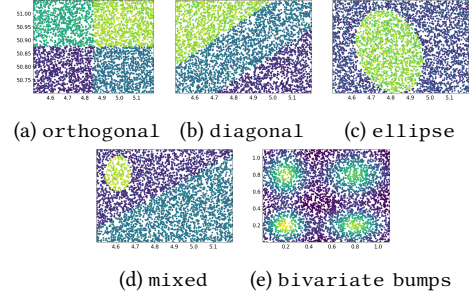 51.00
50.95
50.90
50.85
50.80
50.75
4.6 4.7 4.8 4.9 5.0 5.1
4.6 4.7 4.8 4.9 5.0 5.1
4.6 4.7 4.8 4.9 5.0 5.1
(a) orthogonal (b) diagonal (c) ellipse
1.0
0.8
0.6
0.4
0.2
4.6 4.7 4.8 4.9 5.0 5.1
0.2 0.4 0.6 0.8 1.0
(d) mixed (e) bivariate bumps